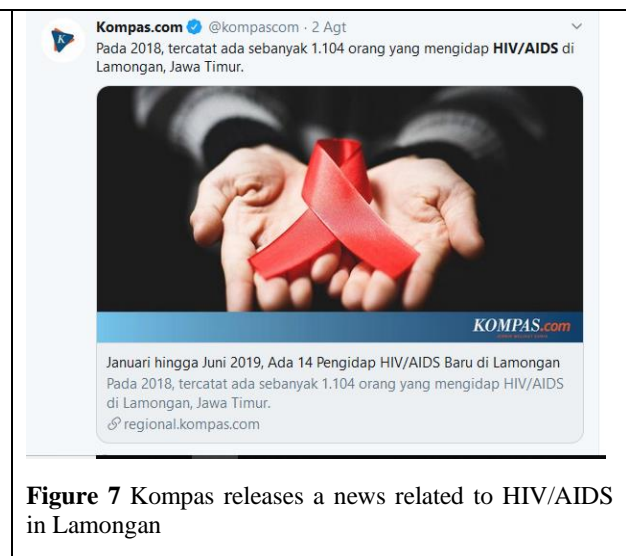 Kompas.com @kompascom · 2 Agt
Pada 2018, tercatat ada sebanyak 1.104 orang yang mengidap HIV/AIDS di
Lamongan, Jawa Timur.
KOMPAS.com
Januari hingga Juni 2019, Ada 14 Pengidap HIV/AIDS Baru di Lamongan
Pada 2018, tercatat ada sebanyak 1.104 orang yang mengidap HIV/AIDS
di Lamongan, Jawa Timur.
regional.kompas.com
Figure 7 Kompas releases a news related to HIV/AIDS
in Lamongan